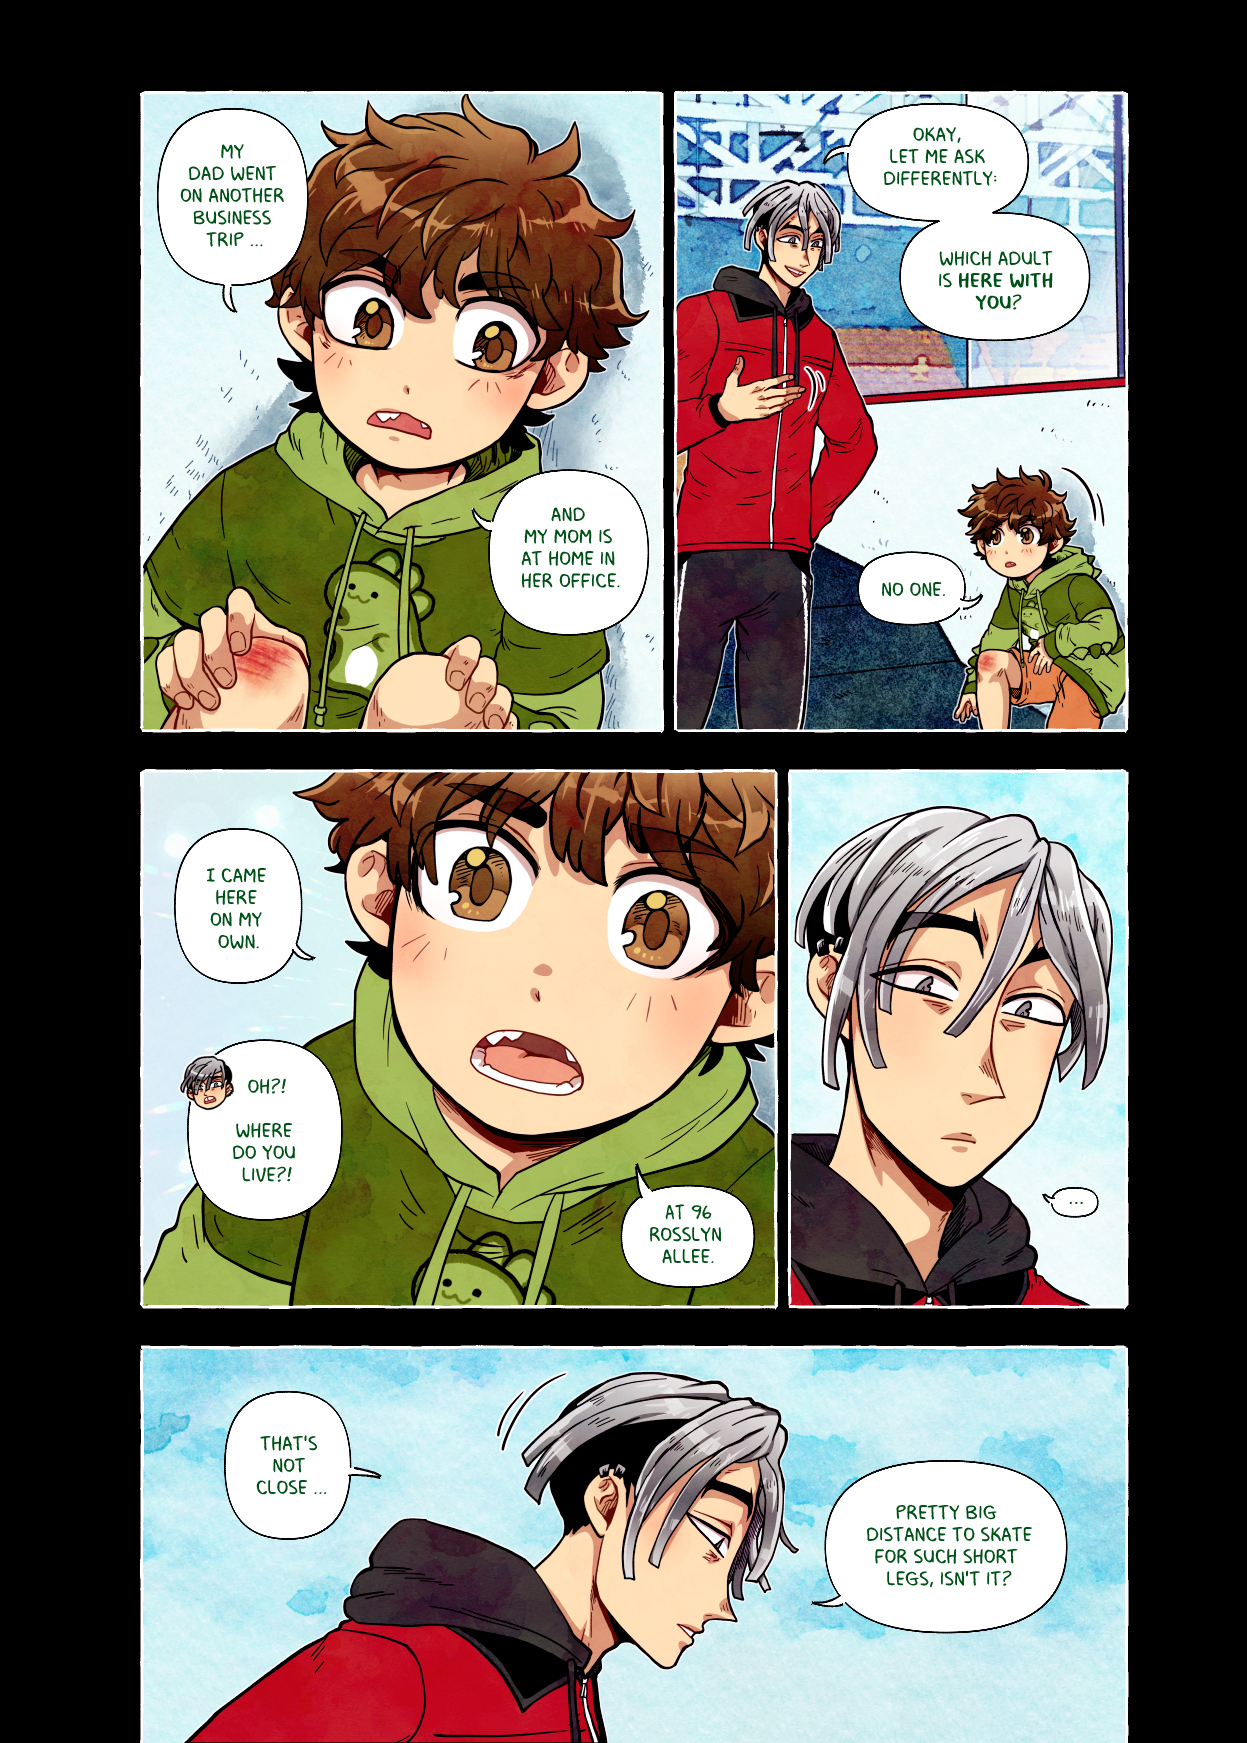 MY
DAD WENT
ON ANOTHER
BUSINESS
TRIP ...
AND
MY MOM IS
AT HOME IN
HER OFFICE.
OKAY,
LET ME ASK
DIFFERENTLY:
WHICH ADULT
IS HERE WITH
YOU?
NO ONE.
I CAME
HERE
ON MY
OWN.
OH?!
WHERE
DO YOU
LIVE?!
AT 96
ROSSLYN
ALLEE.
...
THAT'S
NOT
CLOSE ...
PRETTY BIG
DISTANCE TO SKATE
FOR SUCH SHORT
LEGS, ISN'T IT?